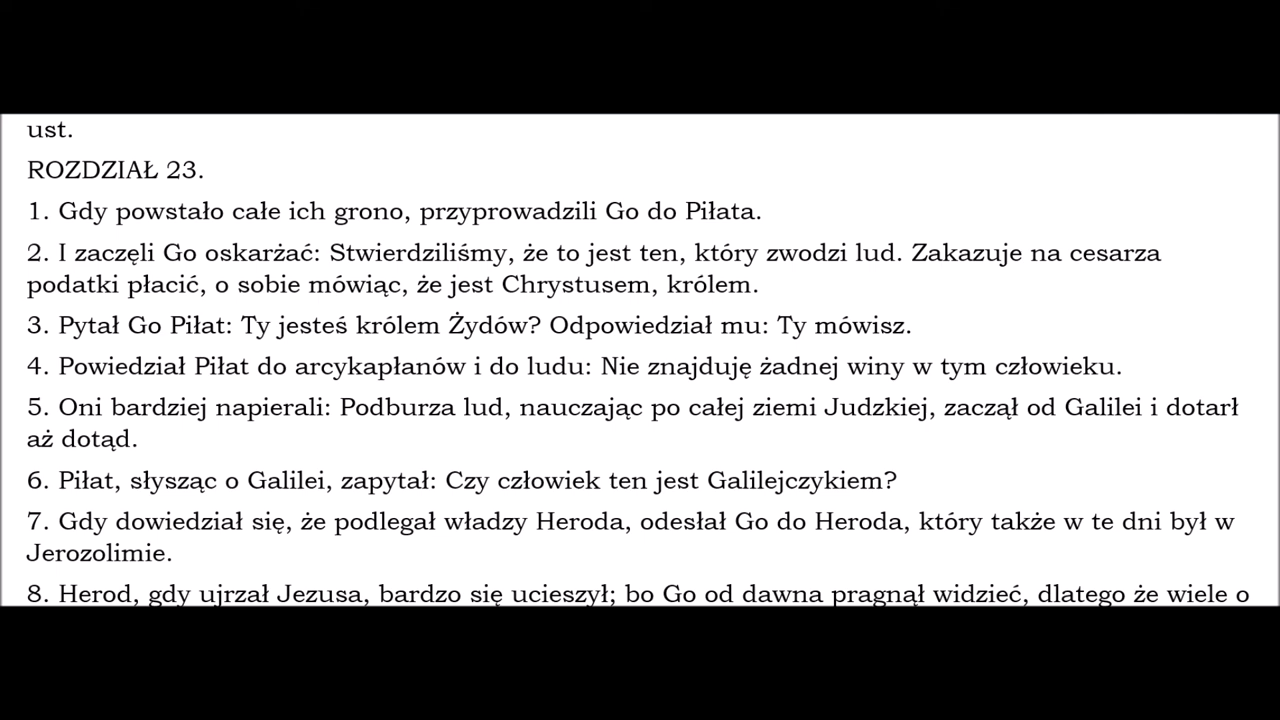 ust.
ROZDZIAŁ 23.
1. Gdy powstało całe ich grono, przyprowadzili Go do Piłata.
2. I zaczęli Go oskarżać: Stwierdziliśmy, że to jest ten, który zwodzi lud. Zakazuje na cesarza
podatki płacić, o sobie mówiąc, że jest Chrystusem, królem.
3. Pytał Go Piłat: Ty jesteś królem Żydów? Odpowiedział mu: Ty mówisz.
4. Powiedział Piłat do arcykapłanów i do ludu: Nie znajduję żadnej winy w tym człowieku.
5. Oni bardziej napierali: Podburza lud, nauczając po całej ziemi Judzkiej, zaczął od Galilei i dotarł
aż dotąd.
6. Piłat, słysząc o Galilei, zapytał: Czy człowiek ten jest Galilejczykiem?
7. Gdy dowiedział się, że podlegał władzy Heroda, odesłał Go do Heroda, który także w te dni był w
Jerozolimie.
8. Herod, gdy ujrzał Jezusa, bardzo się ucieszył; bo Go od dawna pragnął widzieć, dlatego że wiele o